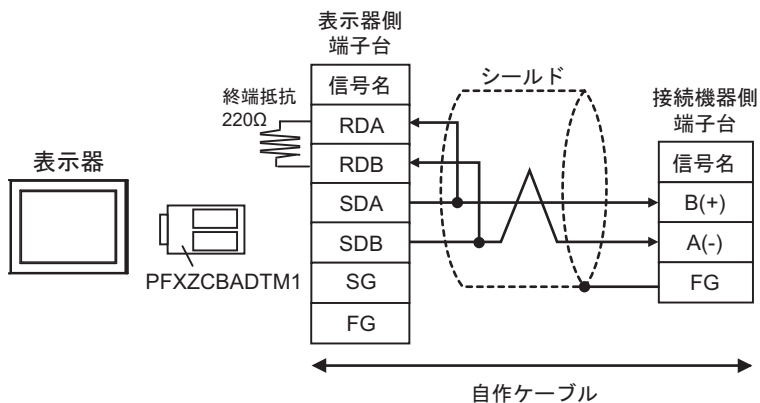 表示器
PFXZCBADTM1
終端抵抗
220Ω
表示器側
端子台
信号名
RDA
RDB
SDA
SDB
SG
FG
シールド
接続機器側
端子台
信号名
B(+)
A(-)
FG
自作ケーブル